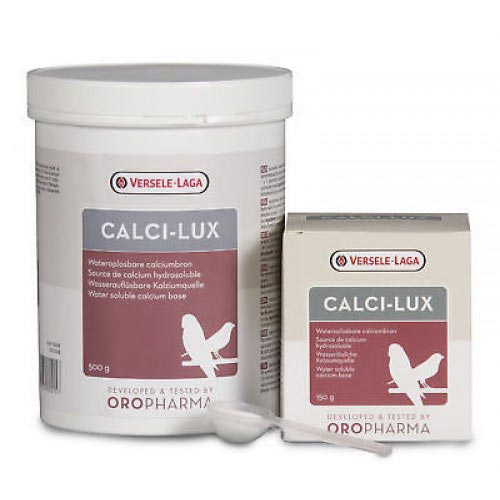 VERSELE-LAGA
CALCI-LUX
Wateroplosbare calciumbron
Source de calcium hydrosoluble
Wasserauflösbare Kalziumquelle
Water soluble calcium base
500 g
DEVELOPED & TESTED BY
OROPHARMA
VERSELE-LAGA
CALCI-LUX
Wateroplosbare calciumbron
Source de calcium
hydrosoluble
Wasserlösliche
Kalziumquelle
Water soluble
calcium base
150 g
DEVELOPED & TESTED BY
OROPHARMA